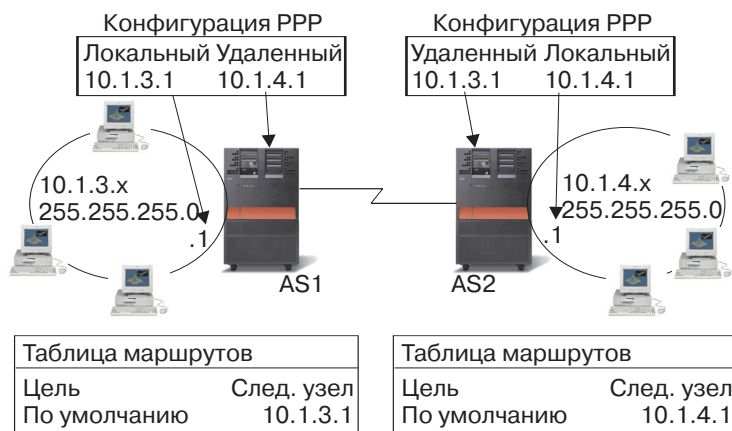 Конфигурация PPP
Локальный Удаленный
10.1.3.1 10.1.4.1
Конфигурация PPP
Удаленный Локальный
10.1.3.1 10.1.4.1
10.1.3.x
255.255.255.0
.1
AS1
10.1.4.x
255.255.255.0
.1
AS2
Таблица маршрутов
Цель След. узел
По умолчанию 10.1.3.1
Таблица маршрутов
Цель След. узел
По умолчанию 10.1.4.1